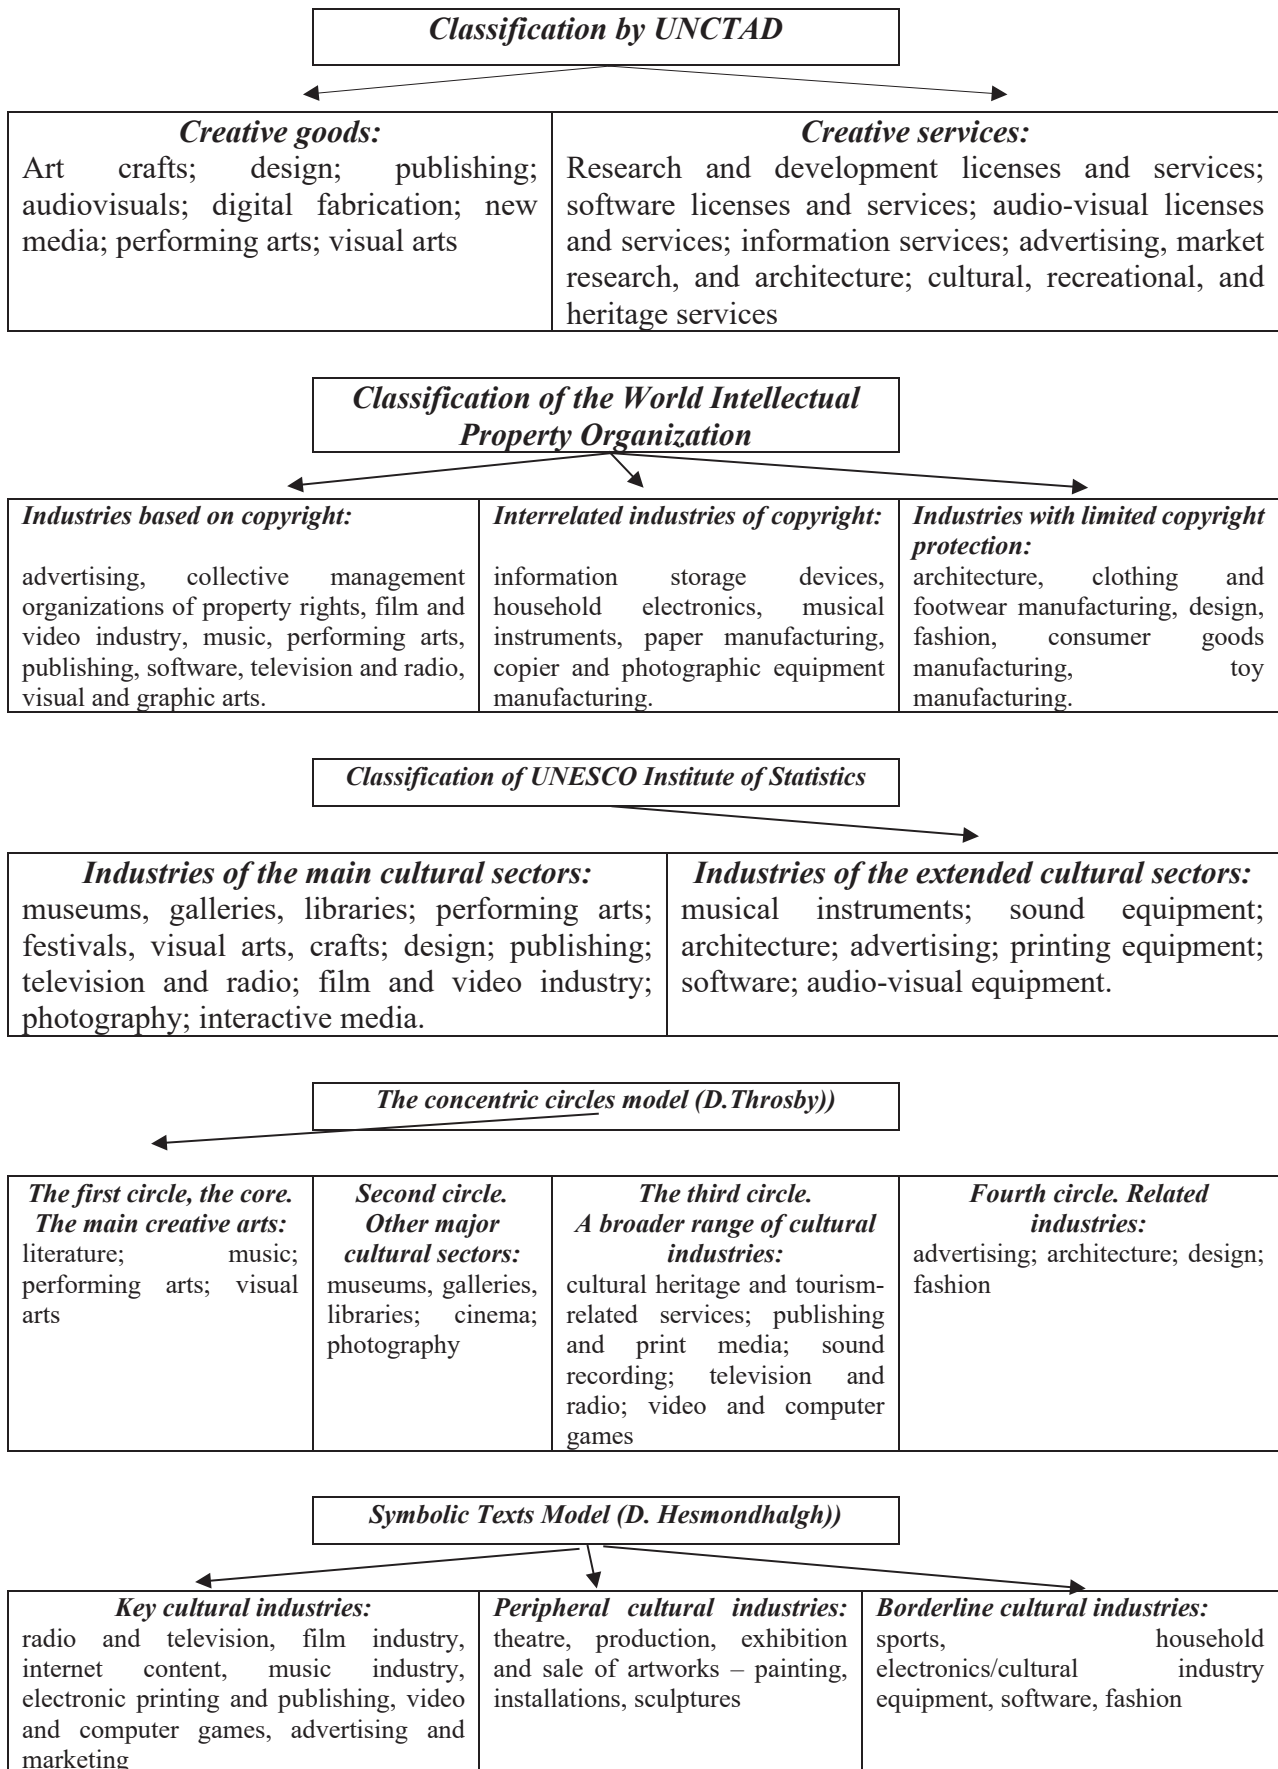 Classification by UNCTAD
Creative goods:
Art crafts; design; publishing;
audiovisuals; digital fabrication; new
media; performing arts; visual arts
Creative services:
Research and development licenses and services;
software licenses and services; audio-visual licenses
and services; information services; advertising, market
research, and architecture; cultural, recreational, and
heritage services
Classification of the World Intellectual
Property Organization
Industries based on copyright:
advertising, collective management
organizations of property rights, film and
video industry, music, performing arts,
publishing, software, television and radio,
visual and graphic arts.
Interrelated industries of copyright:
information storage devices,
household electronics, musical
instruments, paper manufacturing,
copier and photographic equipment
manufacturing.
Industries with limited copyright
protection:
architecture, clothing and
footwear manufacturing, design,
fashion, consumer goods
manufacturing, toy
manufacturing.
Classification of UNESCO Institute of Statistics
Industries of the main cultural sectors:
museums, galleries, libraries; performing arts;
festivals, visual arts, crafts; design; publishing;
television and radio; film and video industry;
photography; interactive media.
Industries of the extended cultural sectors:
musical instruments; sound equipment;
architecture; advertising; printing equipment;
software; audio-visual equipment.
The concentric circles model (D.Throsby))
The first circle, the core.
The main creative arts:
literature; music;
performing arts; visual
arts
Second circle.
Other major
cultural sectors:
museums, galleries,
libraries; cinema;
photography
The third circle.
A broader range of cultural
industries:
cultural heritage and tourism-
related services; publishing
and print media; sound
recording; television and
radio; video and computer
games
Fourth circle. Related
industries:
advertising; architecture; design;
fashion
Symbolic Texts Model (D. Hesmondhalgh))
Key cultural industries:
radio and television, film industry,
internet content, music industry,
electronic printing and publishing, video
and computer games, advertising and
marketing
Peripheral cultural industries:
theatre, production, exhibition
and sale of artworks – painting,
installations, sculptures
Borderline cultural industries:
sports, household
electronics/cultural industry
equipment, software, fashion